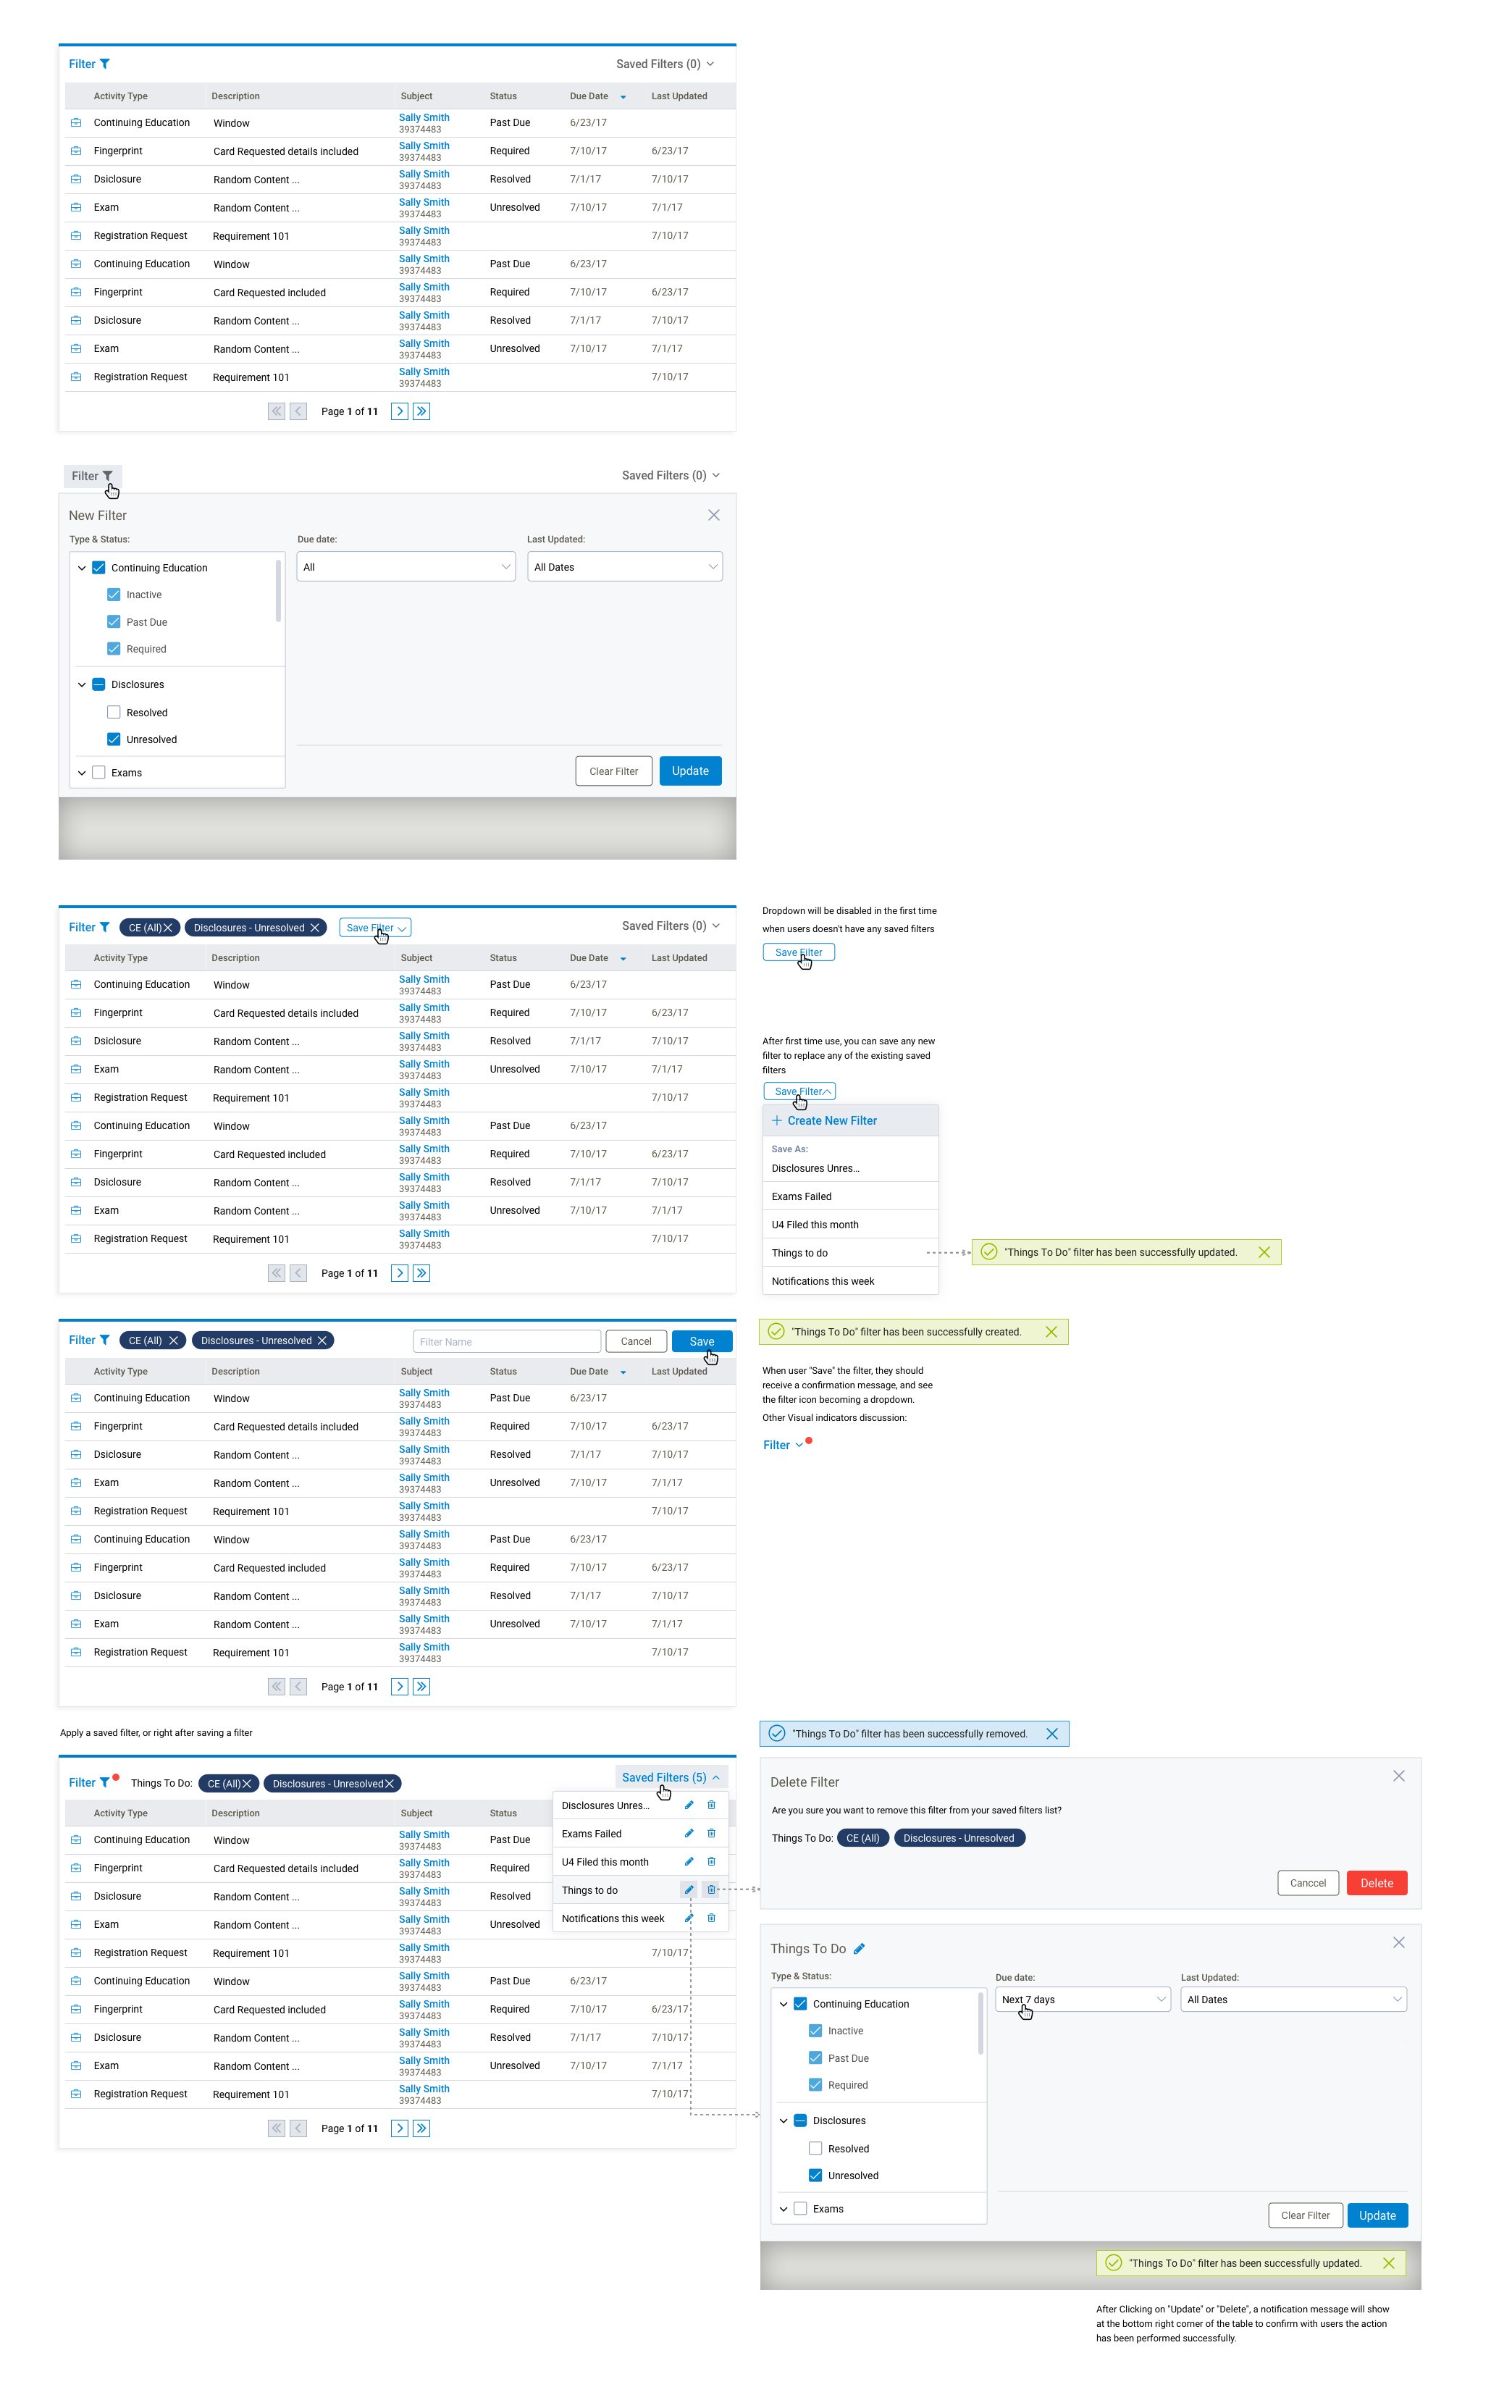 Filter Saved Filters (0)
Activity Type Description Subject Status Due Date Last Updated
Continuing Education Window Sally Smith 39374483 Past Due 6/23/17
Fingerprint Card Requested details included Sally Smith 39374483 Required 7/10/17 6/23/17
Dsiclosure Random Content ... Sally Smith 39374483 Resolved 7/1/17 7/10/17
Exam Random Content ... Sally Smith 39374483 Unresolved 7/10/17 7/1/17
Registration Request Requirement 101 Sally Smith 39374483 7/10/17
Continuing Education Window Sally Smith 39374483 Past Due 6/23/17
Fingerprint Card Requested included Sally Smith 39374483 Required 7/10/17 6/23/17
Dsiclosure Random Content ... Sally Smith 39374483 Resolved 7/1/17 7/10/17
Exam Random Content ... Sally Smith 39374483 Unresolved 7/10/17 7/1/17
Registration Request Requirement 101 Sally Smith 39374483 7/10/17
Page 1 of 11
Filter Saved Filters (0)
New Filter
Type & Status: Due date: Last Updated:
Continuing Education All All Dates
Inactive
Past Due
Required
Disclosures
Resolved
Unresolved
Exams Clear Filter Update
Filter CE (All) Disclosures - Unresolved Save Filter Saved Filters (0)
Activity Type Description Subject Status Due Date Last Updated
Continuing Education Window Sally Smith 39374483 Past Due 6/23/17
Fingerprint Card Requested details included Sally Smith 39374483 Required 7/10/17 6/23/17
Dsiclosure Random Content ... Sally Smith 39374483 Resolved 7/1/17 7/10/17
Exam Random Content ... Sally Smith 39374483 Unresolved 7/10/17 7/1/17
Registration Request Requirement 101 Sally Smith 39374483 7/10/17
Continuing Education Window Sally Smith 39374483 Past Due 6/23/17
Fingerprint Card Requested included Sally Smith 39374483 Required 7/10/17 6/23/17
Dsiclosure Random Content ... Sally Smith 39374483 Resolved 7/1/17 7/10/17
Exam Random Content ... Sally Smith 39374483 Unresolved 7/10/17 7/1/17
Registration Request Requirement 101 Sally Smith 39374483 7/10/17
Page 1 of 11
Dropdown will be disabled in the first time
when users doesn't have any saved filters
Save Filter
After first time use, you can save any new
filter to replace any of the existing saved
filters
Save Filter
Create New Filter
Save As:
Disclosures Unres...
Exams Failed
U4 Filed this month
Things to do
Notifications this week
"Things To Do" filter has been successfully updated.
Filter CE (All) Disclosures - Unresolved Filter Name Cancel Save
Activity Type Description Subject Status Due Date Last Updated
Continuing Education Window Sally Smith 39374483 Past Due 6/23/17
Fingerprint Card Requested details included Sally Smith 39374483 Required 7/10/17 6/23/17
Dsiclosure Random Content ... Sally Smith 39374483 Resolved 7/1/17 7/10/17
Exam Random Content ... Sally Smith 39374483 Unresolved 7/10/17 7/1/17
Registration Request Requirement 101 Sally Smith 39374483 7/10/17
Continuing Education Window Sally Smith 39374483 Past Due 6/23/17
Fingerprint Card Requested included Sally Smith 39374483 Required 7/10/17 6/23/17
Dsiclosure Random Content ... Sally Smith 39374483 Resolved 7/1/17 7/10/17
Exam Random Content ... Sally Smith 39374483 Unresolved 7/10/17 7/1/17
Registration Request Requirement 101 Sally Smith 39374483 7/10/17
Page 1 of 11
"Things To Do" filter has been successfully created.
When user "Save" the filter, they should
receive a confirmation message, and see
the filter icon becoming a dropdown.
Other Visual indicators discussion:
Filter
Apply a saved filter, or right after saving a filter
Filter Things To Do: CE (All) Disclosures - Unresolved Saved Filters (5)
Activity Type Description Subject Status
Continuing Education Window Sally Smith 39374483 Past Due
Fingerprint Card Requested details included Sally Smith 39374483 Required
Dsiclosure Random Content ... Sally Smith 39374483 Resolved
Exam Random Content ... Sally Smith 39374483 Unresolved
Registration Request Requirement 101 Sally Smith 39374483 7/10/17
Continuing Education Window Sally Smith 39374483 Past Due 6/23/17
Fingerprint Card Requested included Sally Smith 39374483 Required 7/10/17 6/23/17
Dsiclosure Random Content ... Sally Smith 39374483 Resolved 7/1/17 7/10/17
Exam Random Content ... Sally Smith 39374483 Unresolved 7/10/17 7/1/17
Registration Request Requirement 101 Sally Smith 39374483 7/10/17
Page 1 of 11
Disclosures Unres...
Exams Failed
U4 Filed this month
Things to do
Notifications this week
"Things To Do" filter has been successfully removed.
Delete Filter
Are you sure you want to remove this filter from your saved filters list?
Things To Do: CE (All) Disclosures - Unresolved
Canccel Delete
Things To Do
Type & Status: Due date: Last Updated:
Continuing Education Next 7 days All Dates
Inactive
Past Due
Required
Disclosures
Resolved
Unresolved
Exams Clear Filter Update
"Things To Do" filter has been successfully updated.
After Clicking on "Update" or "Delete", a notification message will show
at the bottom right corner of the table to confirm with users the action
has been performed successfully.